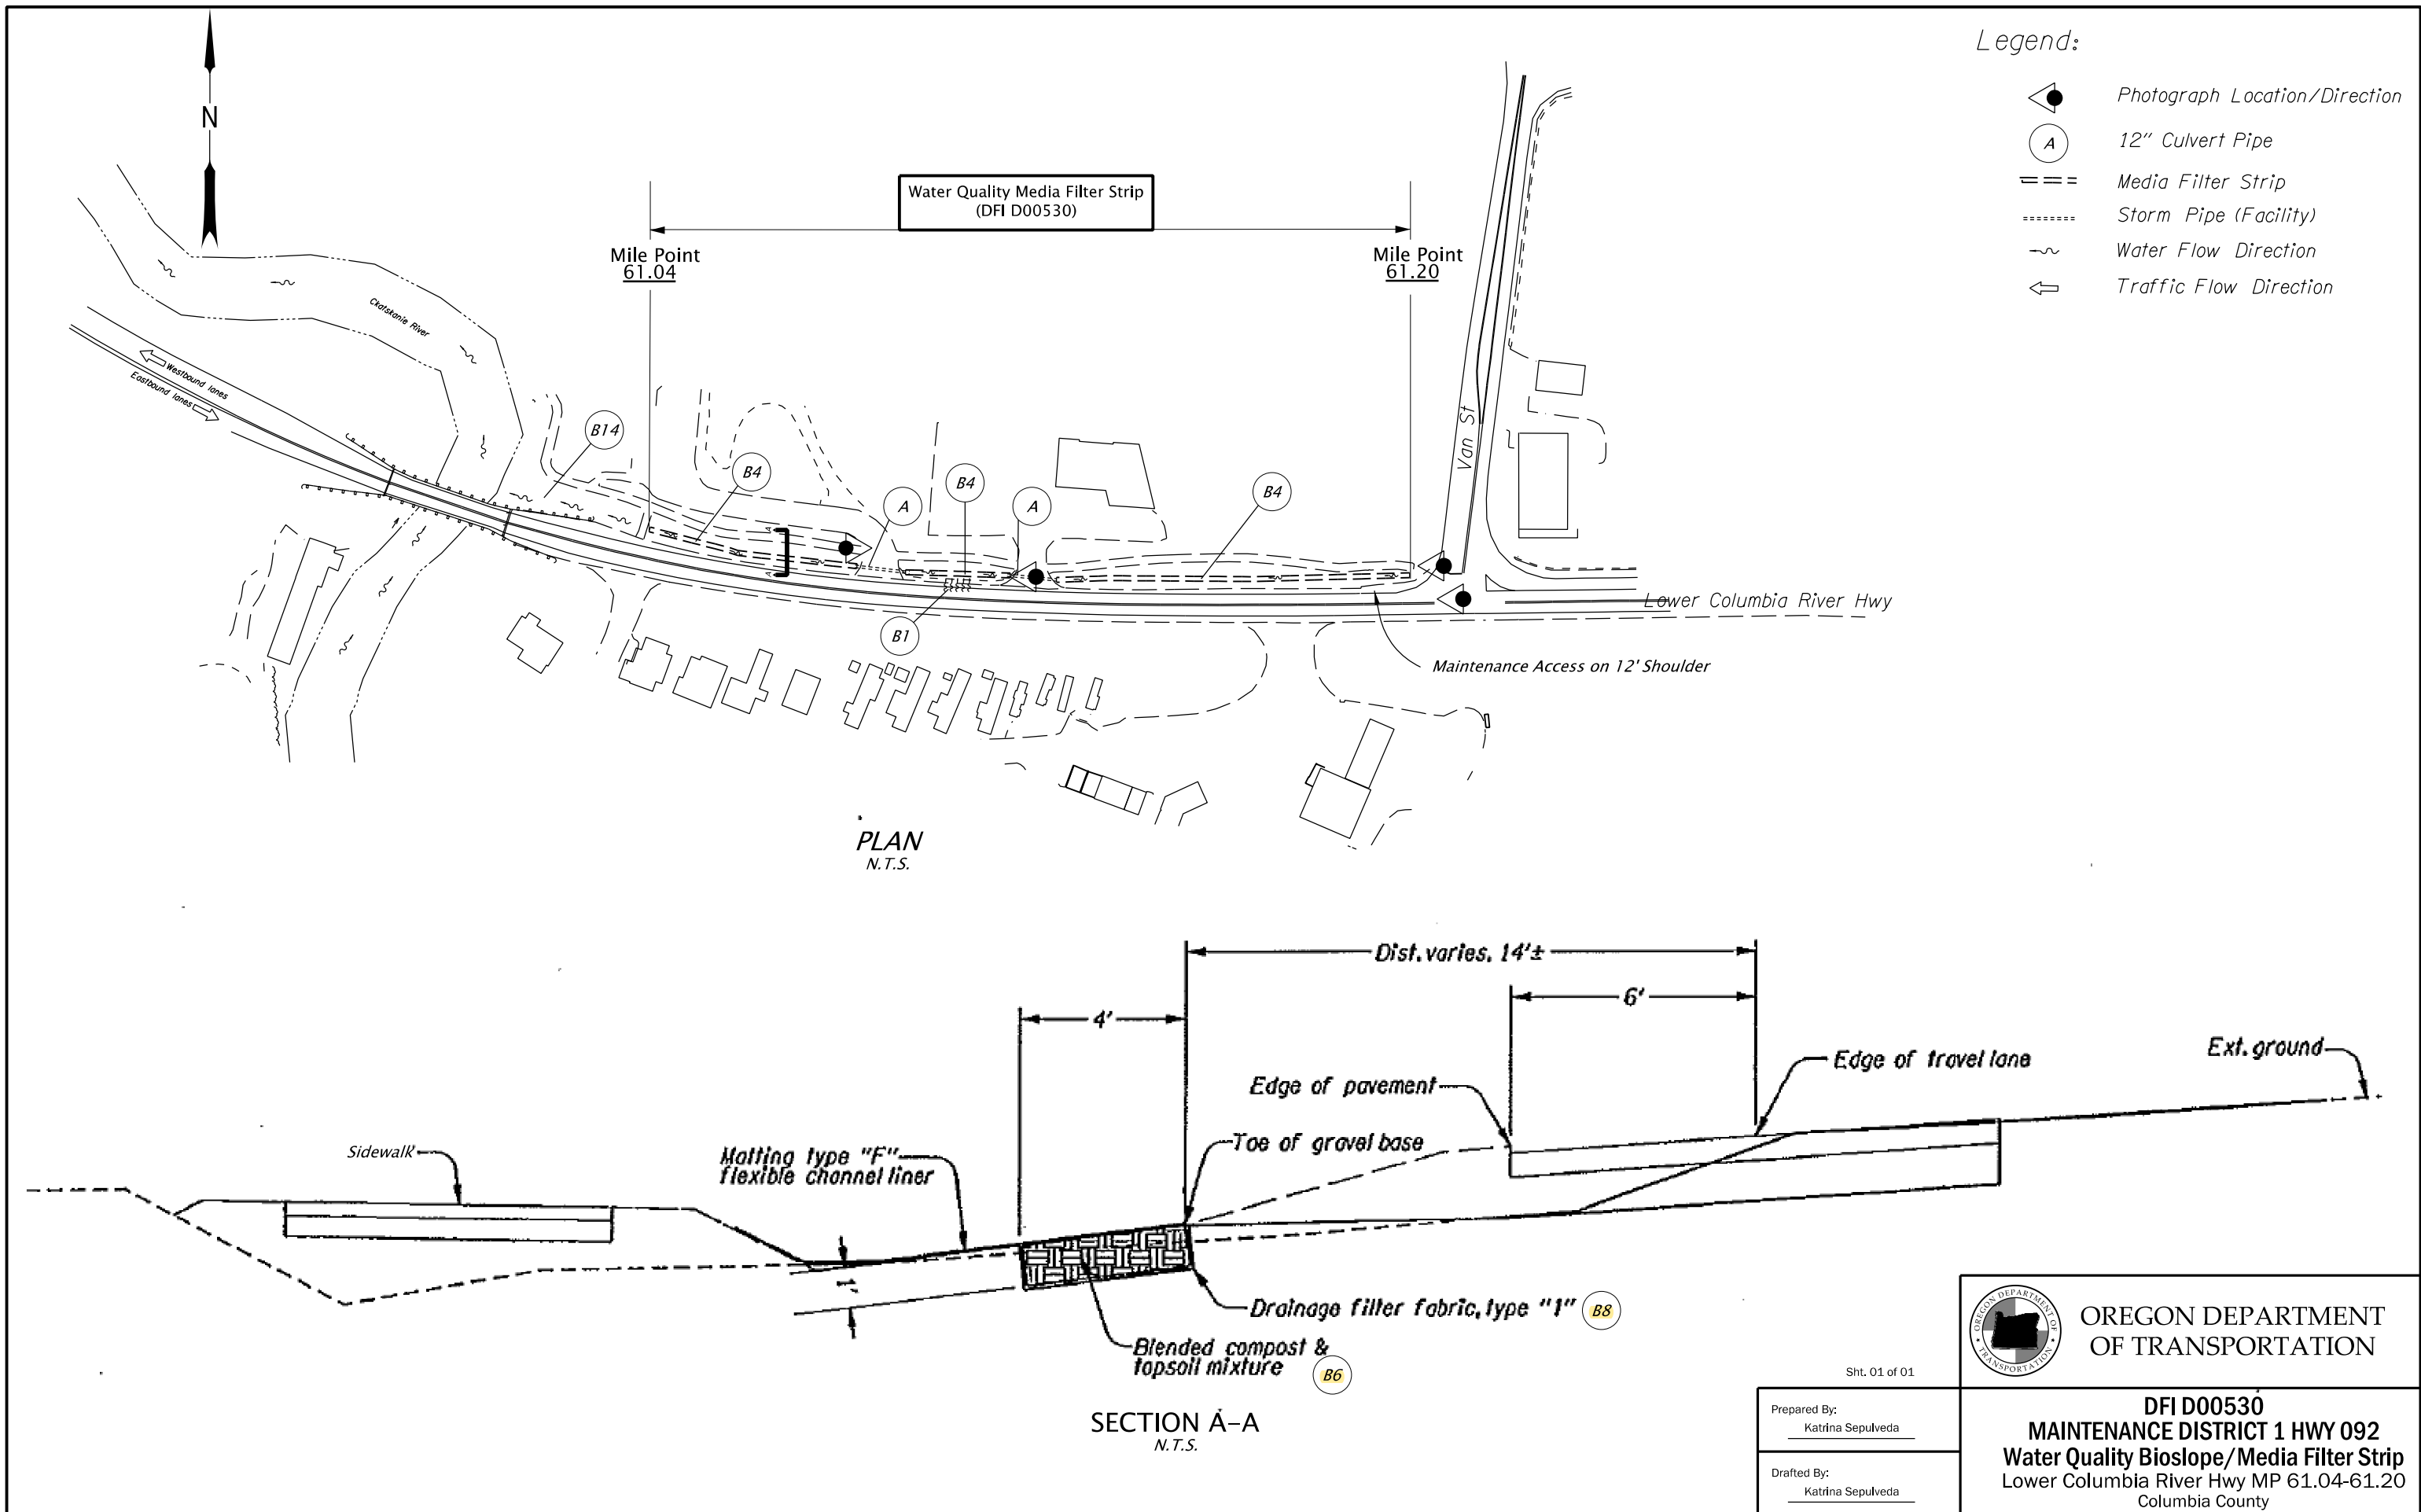 Legend:
Photograph Location/Direction
A
12" Culvert Pipe
Media Filter Strip
Storm Pipe (Facility)
Water Flow Direction
Traffic Flow Direction
N
Water Quality Media Filter Strip
(DFI D00530)
Mile Point
61.04
Mile Point
61.20
Clatskanie River
Westbound lanes
Eastbound lanes
Van St
B14
B4
A
B4
A
B4
A
A
B1
Lower Columbia River Hwy
Maintenance Access on 12' Shoulder
PLAN
N.T.S.
Dist. varies, 14'±
6'
4'
Edge of travel lane
Ext. ground
Edge of pavement
Toe of gravel base
Sidewalk
Matting type "F"
flexible channel liner
1'
Drainage filter fabric, type "1"
B8
Blended compost &
topsoil mixture
B6
SECTION A-A
N.T.S.
Sht. 01 of 01
OREGON DEPARTMENT OF TRANSPORTATION
OREGON DEPARTMENT
OF TRANSPORTATION
Prepared By:
Katrina Sepulveda
Drafted By:
Katrina Sepulveda
DFI D00530
MAINTENANCE DISTRICT 1 HWY 092
Water Quality Bioslope/Media Filter Strip
Lower Columbia River Hwy MP 61.04-61.20
Columbia County